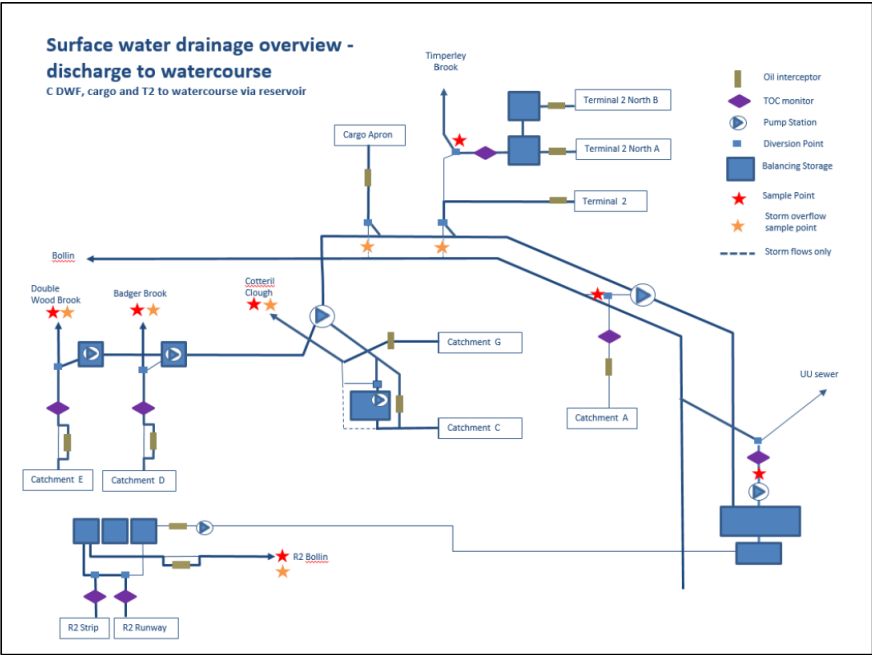 Surface water drainage overview -
discharge to watercourse
C DWF, cargo and T2 to watercourse via reservoir
Timperley
Brook
Terminal 2 North B
Terminal 2 North A
Terminal 2
Cargo Apron
Oil interceptor
TOC monitor
Pump Station
Diversion Point
Balancing Storage
Sample Point
Storm overflow
sample point
Storm flows only
Bollin
Double
Wood Brook
Badger Brook
Cotteril
Clough
Catchment G
Catchment C
Catchment A
UU sewer
Catchment E
Catchment D
R2 Bollin
R2 Strip
R2 Runway